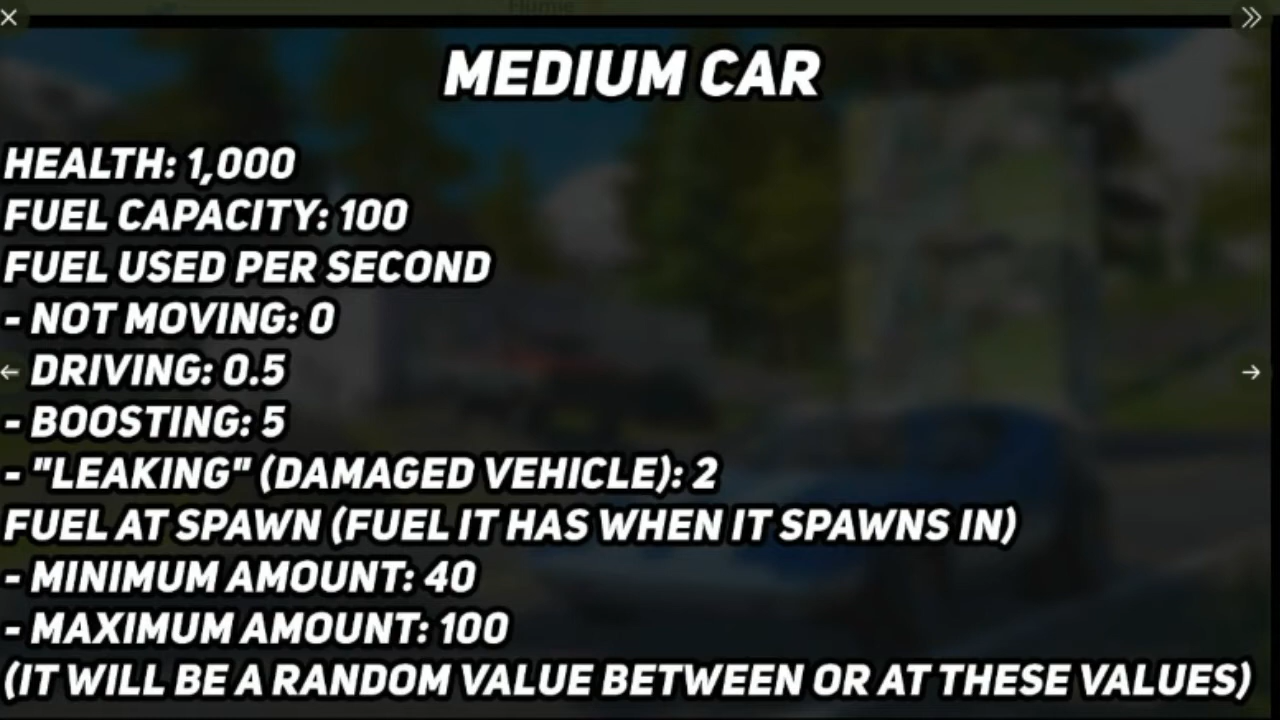 MEDIUM CAR
HEALTH: 1,000
FUEL CAPACITY: 100
FUEL USED PER SECOND
- NOT MOVING: 0
- DRIVING: 0.5
- BOOSTING: 5
- "LEAKING" (DAMAGED VEHICLE): 2
FUEL AT SPAWN (FUEL IT HAS WHEN IT SPAWNS IN)
- MINIMUM AMOUNT: 40
- MAXIMUM AMOUNT: 100
(IT WILL BE A RANDOM VALUE BETWEEN OR AT THESE VALUES)